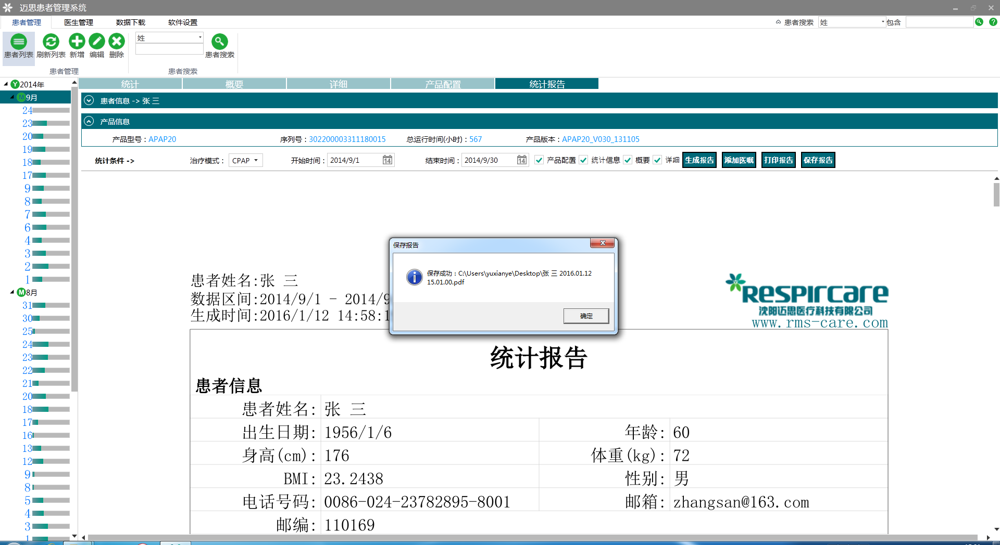 迈思患者管理系统
患者管理 医生管理 数据下载 软件设置 患者搜索 姓 包含
患者列表 刷新列表 新增 编辑 删除 姓 患者搜索
患者管理 患者搜索
Y 2014年
M 9月
24
23
20
19
18
17
9
8
7
6
4
3
2
1
M 8月
31
30
25
24
23
22
21
20
18
17
16
13
12
9
8
5
4
3
1
统计 概要 详细 产品配置 统计报告
患者信息 -> 张 三
产品信息
产品型号：APAP20 序列号：302200003311180015 总运行时间(小时)：567 产品版本：APAP20_V030_131105
统计条件 -> 治疗模式： CPAP 开始时间： 2014/9/1 14 结束时间： 2014/9/30 14 产品配置 统计信息 概要 详细 生成报告 添加医嘱 打印报告 保存报告
保存报告
保存成功：C:\Users\yuxianye\Desktop\张 三 2016.01.12
15.01.00.pdf
确定
患者姓名:张 三
数据区间:2014/9/1 - 2014/9
生成时间:2016/1/12 14:58:1
RESPIRCARE
沈阳迈思医疗科技有限公司
www.rms-care.com
统计报告
患者信息
患者姓名: 张 三
出生日期: 1956/1/6 年龄: 60
身高(cm): 176 体重(kg): 72
BMI: 23.2438 性别: 男
电话号码: 0086-024-23782895-8001 邮箱: zhangsan@163.com
邮编: 110169